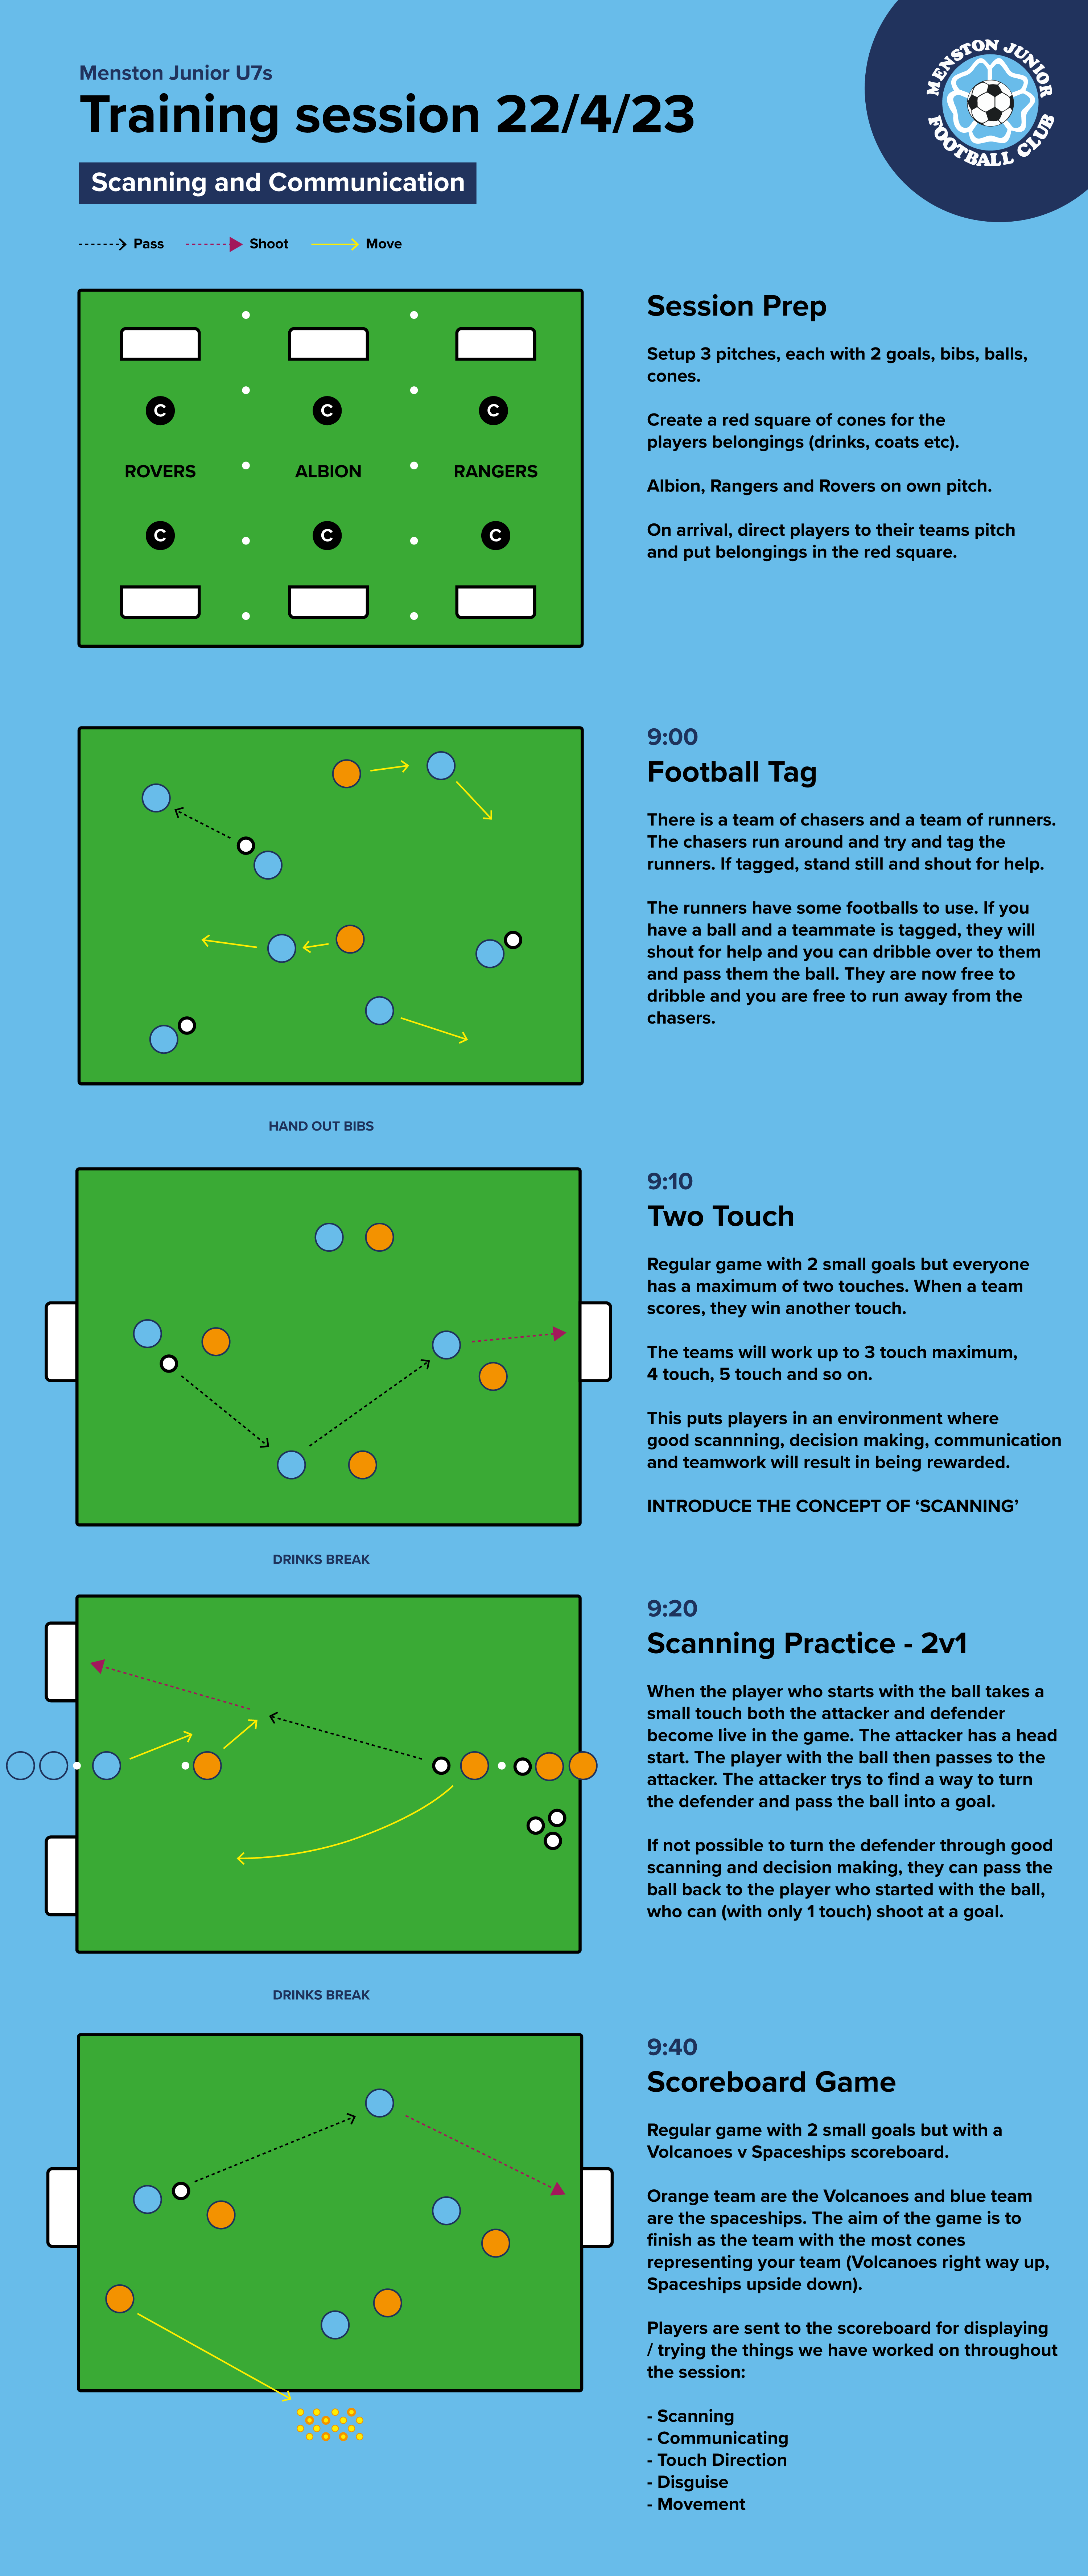 Menston Junior U7s
Training session 22/4/23
MENSTON JUNIOR
FOOTBALL CLUB
Scanning and Communication
Pass
Shoot
Move
C
C
C
ROVERS
ALBION
RANGERS
C
C
C
Session Prep
Setup 3 pitches, each with 2 goals, bibs, balls,
cones.
Create a red square of cones for the
players belongings (drinks, coats etc).
Albion, Rangers and Rovers on own pitch.
On arrival, direct players to their teams pitch
and put belongings in the red square.
9:00
Football Tag
There is a team of chasers and a team of runners.
The chasers run around and try and tag the
runners. If tagged, stand still and shout for help.
The runners have some footballs to use. If you
have a ball and a teammate is tagged, they will
shout for help and you can dribble over to them
and pass them the ball. They are now free to
dribble and you are free to run away from the
chasers.
HAND OUT BIBS
9:10
Two Touch
Regular game with 2 small goals but everyone
has a maximum of two touches. When a team
scores, they win another touch.
The teams will work up to 3 touch maximum,
4 touch, 5 touch and so on.
This puts players in an environment where
good scannning, decision making, communication
and teamwork will result in being rewarded.
INTRODUCE THE CONCEPT OF ‘SCANNING’
DRINKS BREAK
9:20
Scanning Practice - 2v1
When the player who starts with the ball takes a
small touch both the attacker and defender
become live in the game. The attacker has a head
start. The player with the ball then passes to the
attacker. The attacker trys to find a way to turn
the defender and pass the ball into a goal.
If not possible to turn the defender through good
scanning and decision making, they can pass the
ball back to the player who started with the ball,
who can (with only 1 touch) shoot at a goal.
DRINKS BREAK
9:40
Scoreboard Game
Regular game with 2 small goals but with a
Volcanoes v Spaceships scoreboard.
Orange team are the Volcanoes and blue team
are the spaceships. The aim of the game is to
finish as the team with the most cones
representing your team (Volcanoes right way up,
Spaceships upside down).
Players are sent to the scoreboard for displaying
/ trying the things we have worked on throughout
the session:
- Scanning
- Communicating
- Touch Direction
- Disguise
- Movement